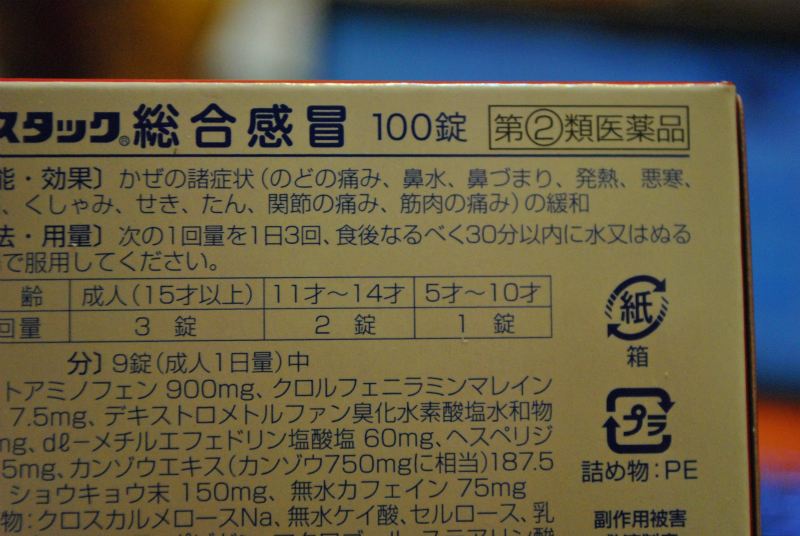 スタック®総合感冒 100錠 第②類医薬品
能・効果〕かぜの諸症状(のどの痛み、鼻水、鼻づまり、発熱、悪寒、
、くしゃみ、せき、たん、関節の痛み、筋肉の痛み)の緩和
法・用量〕次の1回量を1日3回、食後なるべく30分以内に水又はぬる
で服用してください。
齢 成人(15才以上) 11才〜14才 5才〜10才
回量 3錠 2錠 1錠
分〕9錠(成人1日量)中
トアミノフェン 900mg、クロルフェニラミンマレイン
7.5mg、デキストロメトルファン臭化水素酸塩水和物
mg、dℓ−メチルエフェドリン塩酸塩 60mg、ヘスペリジ
5mg、カンゾウエキス(カンゾウ750mgに相当)187.5
ショウキョウ末 150mg、無水カフェイン 75mg
物:クロスカルメロースNa、無水ケイ酸、セルロース、乳
紙
箱
プラ
詰め物:PE
副作用被害